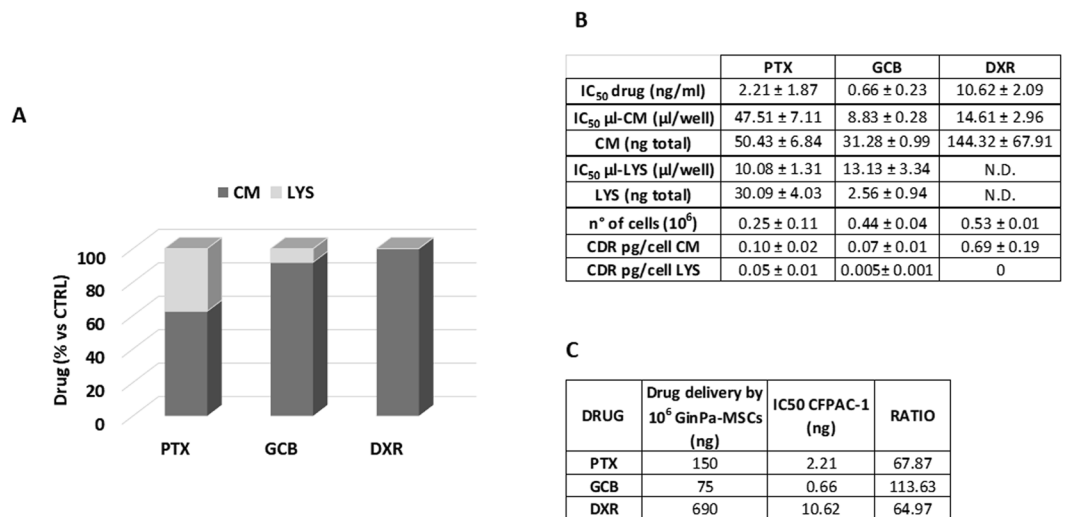 A
CM LYS
Drug (% vs CTRL)
100
80
60
40
20
0
PTX GCB DXR
B
PTX GCB DXR
IC50 drug (ng/ml) 2.21 ± 1.87 0.66 ± 0.23 10.62 ± 2.09
IC50 µl-CM (µl/well) 47.51 ± 7.11 8.83 ± 0.28 14.61 ± 2.96
CM (ng total) 50.43 ± 6.84 31.28 ± 0.99 144.32 ± 67.91
IC50 µl-LYS (µl/well) 10.08 ± 1.31 13.13 ± 3.34 N.D.
LYS (ng total) 30.09 ± 4.03 2.56 ± 0.94 N.D.
n° of cells (10⁶) 0.25 ± 0.11 0.44 ± 0.04 0.53 ± 0.01
CDR pg/cell CM 0.10 ± 0.02 0.07 ± 0.01 0.69 ± 0.19
CDR pg/cell LYS 0.05 ± 0.01 0.005± 0.001 0
C
DRUG Drug delivery by 10⁶ GinPa-MSCs (ng) IC50 CFPAC-1 (ng) RATIO
PTX 150 2.21 67.87
GCB 75 0.66 113.63
DXR 690 10.62 64.97